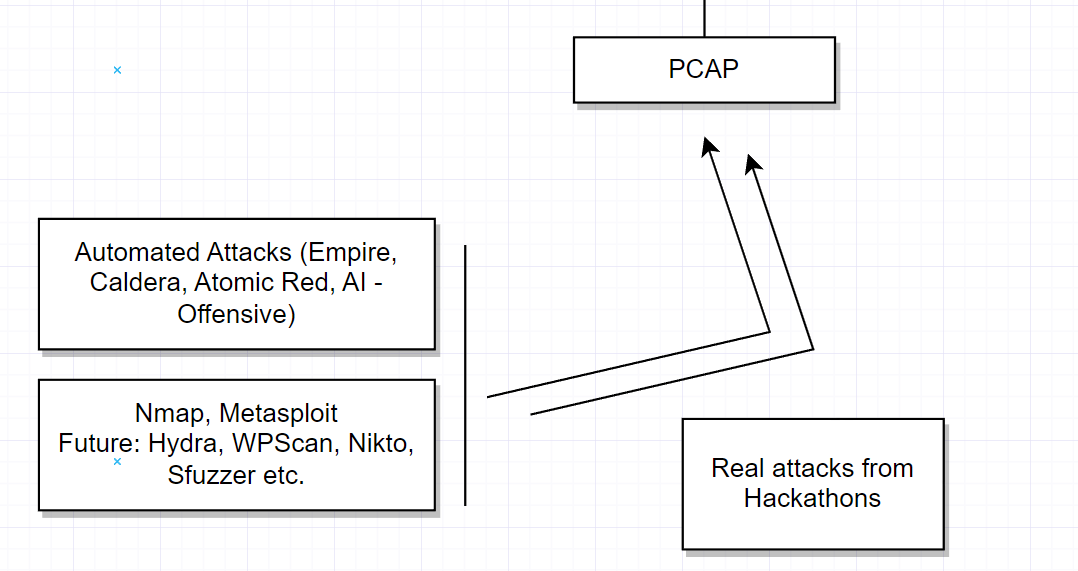 PCAP
Automated Attacks (Empire,
Caldera, Atomic Red, AI -
Offensive)
Nmap, Metasploit
Future: Hydra, WPScan, Nikto,
Sfuzzer etc.
Real attacks from
Hackathons